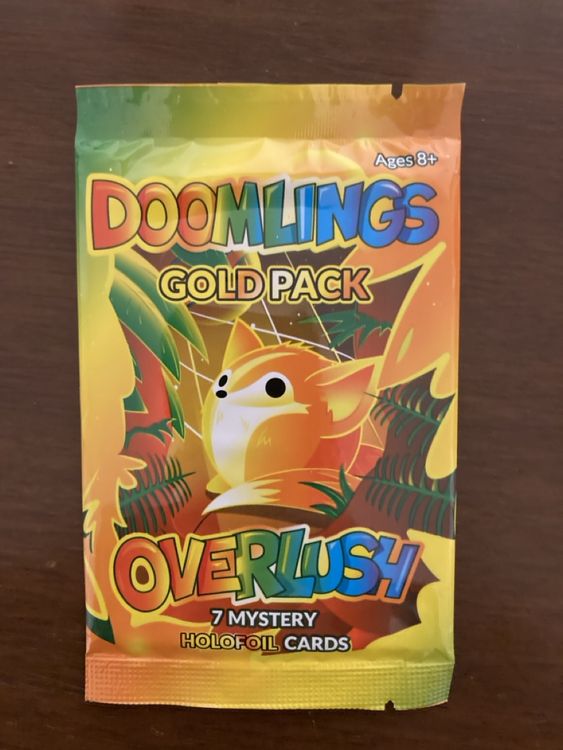 Ages 8+
DOOMLINGS
GOLD PACK
OVERLUSH
7 MYSTERY
HOLOFOIL CARDS